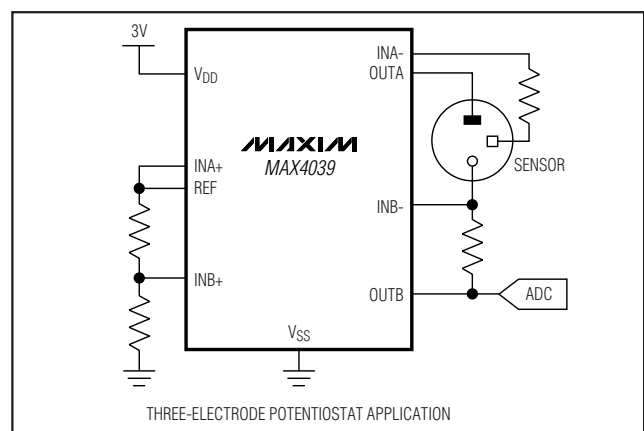 3V
VDD
INA-
OUTA
MAXIM
MAX4039
INA+
REF
SENSOR
INB-
INB+
OUTB
ADC
VSS
THREE-ELECTRODE POTENTIOSTAT APPLICATION